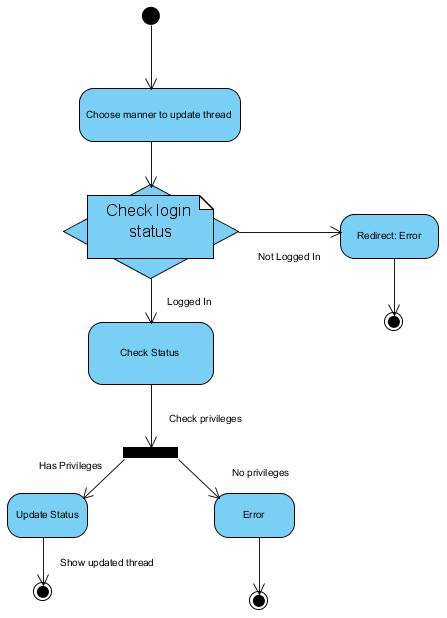 Choose manner to update thread
Check login
status
Redirect: Error
Not Logged In
Logged In
Check Status
Check privileges
Has Privileges
No privileges
Update Status
Error
Show updated thread